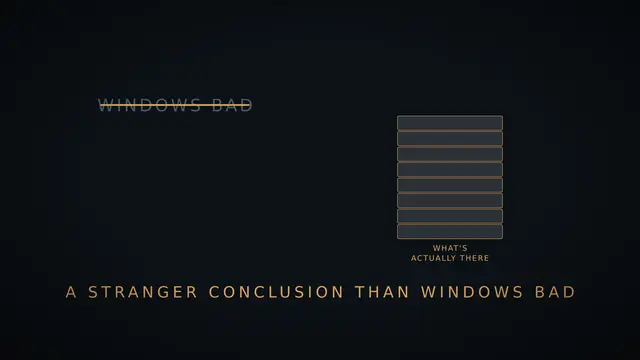 WINDOWS BAD
WHAT'S
ACTUALLY THERE
A STRANGER CONCLUSION THAN WINDOWS BAD